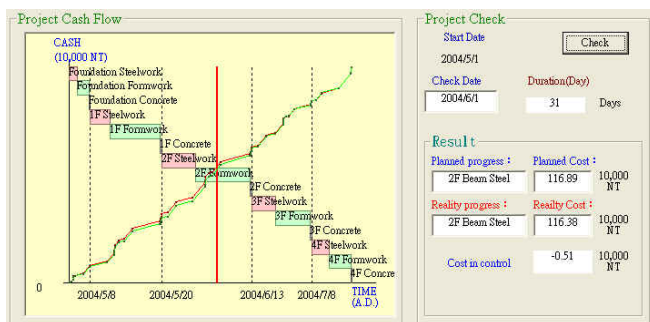 Project Cash Flow
CASH
(10,000 NT)
Foundation Steelwork
Foundation Formwork
Foundation Concrete
1F Steelwork
1F Formwork
1F Concrete
2F Steelwork
2F Formwork
2F Concrete
3F Steelwork
3F Formwork
3F Concrete
4F Steelwork
4F Formwork
4F Concre
0
2004/5/8
2004/5/20
2004/6/13
2004/7/8
TIME
(A.D.)
Project Check
Start Date
2004/5/1
Check
Check Date
Duration(Day)
2004/6/1
31
Days
Result
Planned progress :
Planned Cost :
2F Beam Steel
116.89
10,000
NT
Reality progress :
Reailty Cost :
2F Beam Steel
116.38
10,000
NT
Cost in control
-0.51
10,000
NT